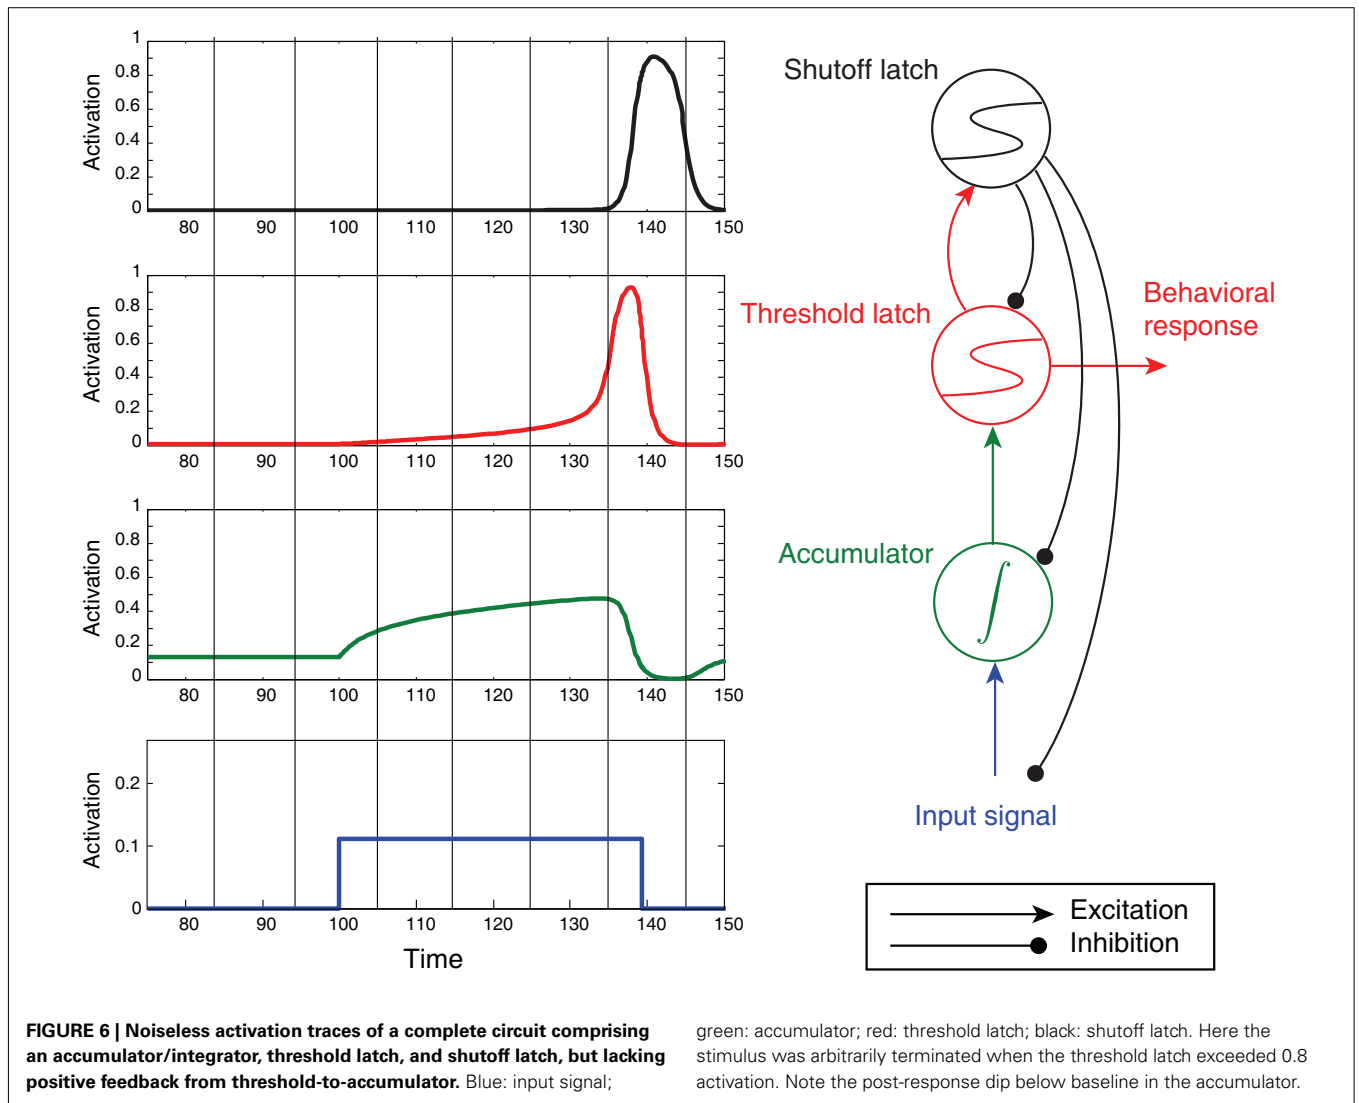 Activation
1
0.8
0.6
0.4
0.2
0
80 90 100 110 120 130 140 150
Activation
1
0.8
0.6
0.4
0.2
0
80 90 100 110 120 130 140 150
Activation
1
0.8
0.6
0.4
0.2
0
80 90 100 110 120 130 140 150
Activation
0.2
0.1
0
80 90 100 110 120 130 140 150
Time
Shutoff latch
Threshold latch
Behavioral
response
Accumulator
∫
Input signal
Excitation
Inhibition
FIGURE 6 | Noiseless activation traces of a complete circuit comprising
an accumulator/integrator, threshold latch, and shutoff latch, but lacking
positive feedback from threshold-to-accumulator. Blue: input signal;
green: accumulator; red: threshold latch; black: shutoff latch. Here the
stimulus was arbitrarily terminated when the threshold latch exceeded 0.8
activation. Note the post-response dip below baseline in the accumulator.